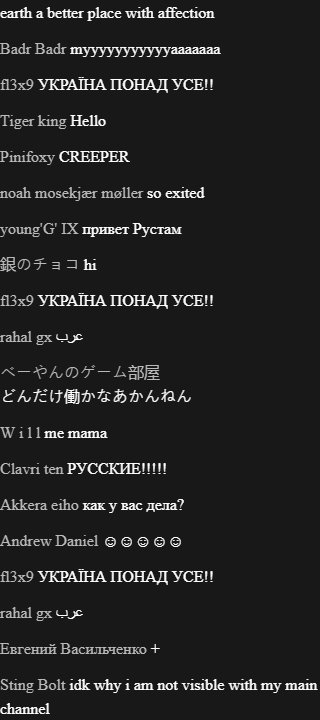 earth a better place with affection
Badr Badr myyyyyyyyyyyaaaaaaa
fl3x9 УКРАЇНА ПОНАД УСЕ!!
Tiger king Hello
Pinifoxy CREEPER
noah mosekjær møller so exited
young'G' IX привет Рустам
銀のチョコ hi
fl3x9 УКРАЇНА ПОНАД УСЕ!!
rahal gx عرب
べーやんのゲーム部屋
どんだけ働かなあかんねん
W i l l me mama
Clavri ten РУССКИЕ!!!!!
Akkera eiho как у вас дела?
Andrew Daniel ☺☺☺☺☺
fl3x9 УКРАЇНА ПОНАД УСЕ!!
rahal gx عرب
Евгений Васильченко +
Sting Bolt idk why i am not visible with my main
channel